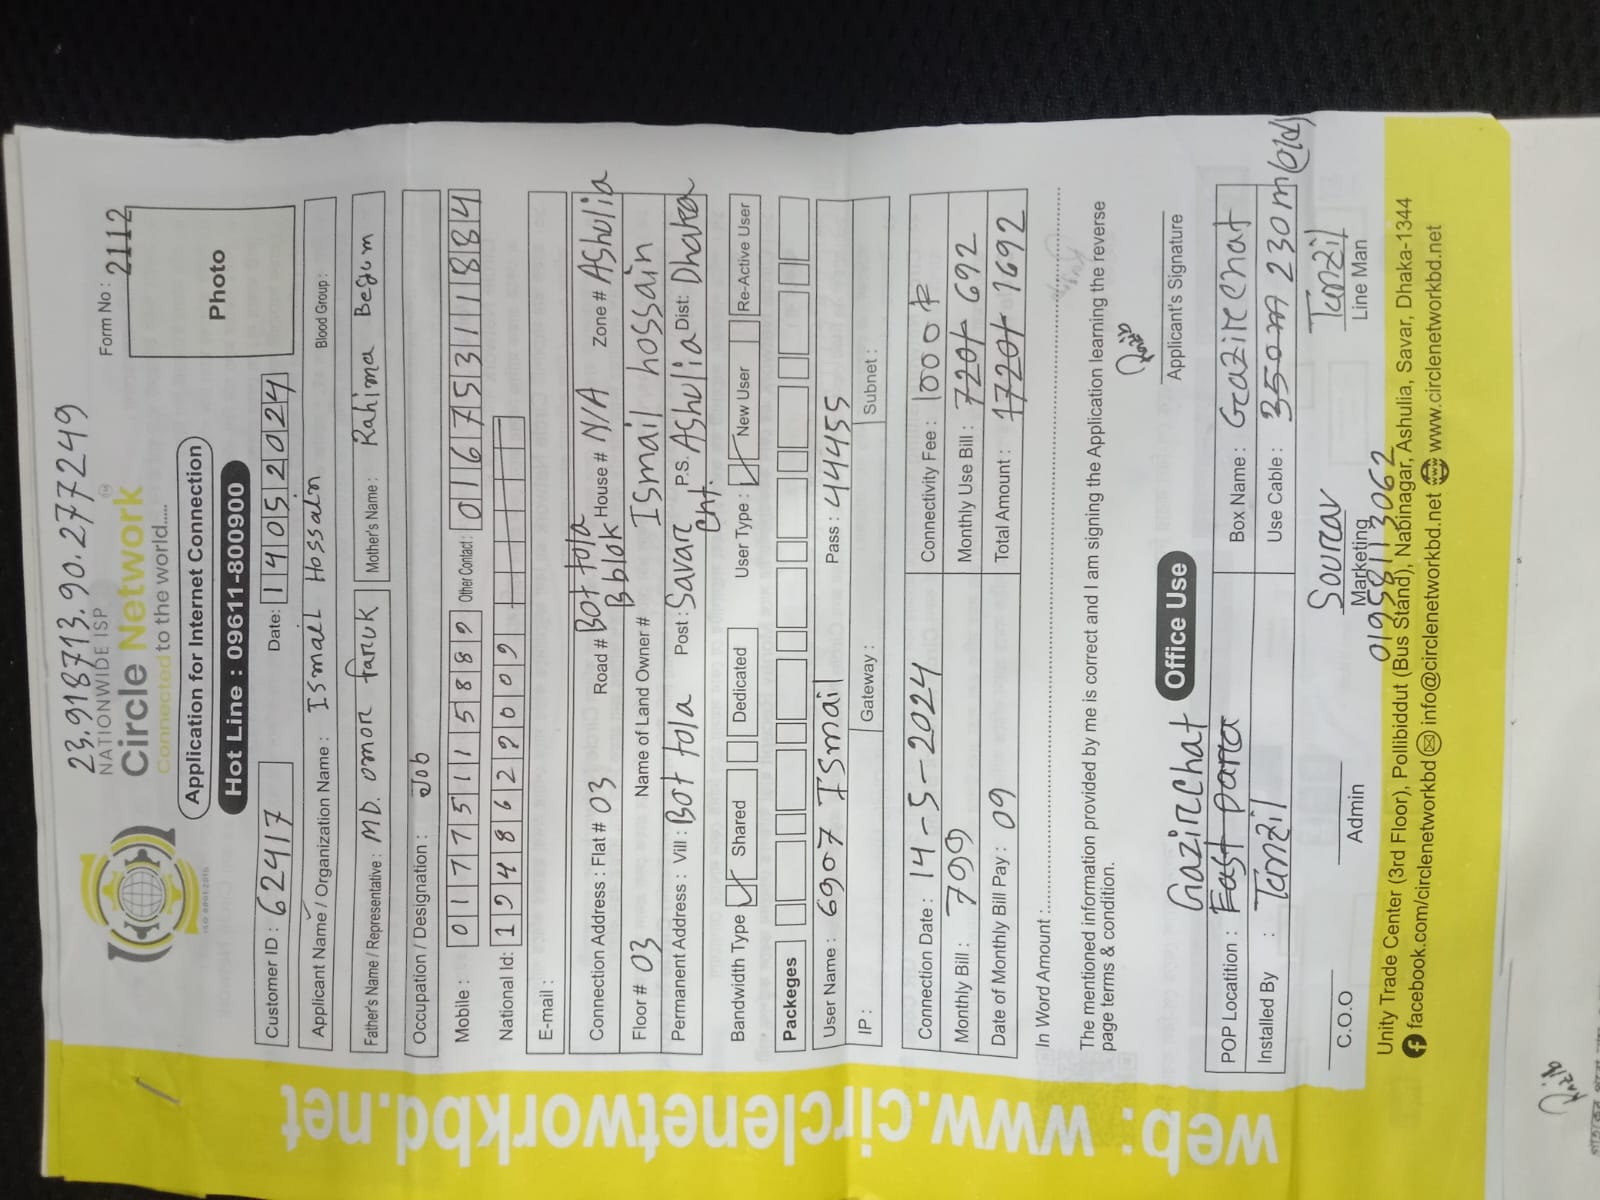 23.918713.90.277249
NATIONWIDE ISP
Circle Network
Connected to the world.....
ISO 9001:2015
Form No : 2112
Application for Internet Connection
Hot Line : 09611-800900
Photo
Customer ID : 62417 Date: 14052024
Applicant Name / Organization Name : ISmail Hossain Blood Group :
Father's Name / Representative : MD. omor faruk Mother's Name : Rahima Begum
Occupation / Designation : Job
Mobile : 01775115889 Other Contact : 01675311884
National Id: 1948622009
E-mail :
Connection Address : Flat # 03 Road # Bot tola B blok House # N/A Zone # Ashulia
Floor # 03 Name of Land Owner # ISmail hossain
Permanent Address : Vill : Bot tola Post : Savar Cnt. P.S. Ashulia Dist: Dhaka
Bandwidth Type Shared Dedicated User Type : New User Re-Active User
Packeges
User Name : 6907 ISmail Pass : 44455
IP : Gateway : Subnet :
Connection Date : 14-5-2024 Connectivity Fee : 1000/-
Monthly Bill : 799 Monthly Use Bill : 720/- 692
Date of Monthly Bill Pay : 09 Total Amount : 1720/- 1692
In Word Amount :
The mentioned information provided by me is correct and I am signing the Application learning the reverse
page terms & condition.
Applicant's Signature
Office Use
Gazirchat
POP Lotatition : East para Box Name : Gazirchat
Installed By : Tanzil Use Cable : 350m 230m (old)
Sourav Tanzil
C.O.O Admin Marketing Line Man
01958113062
Unity Trade Center (3rd Floor), Pollibiddut (Bus Stand), Nabinagar, Ashulia, Savar, Dhaka-1344
facebook.com/circlenetworkbd info@circlenetworkbd.net www.circlenetworkbd.net
web: www.circlenetworkbd.net